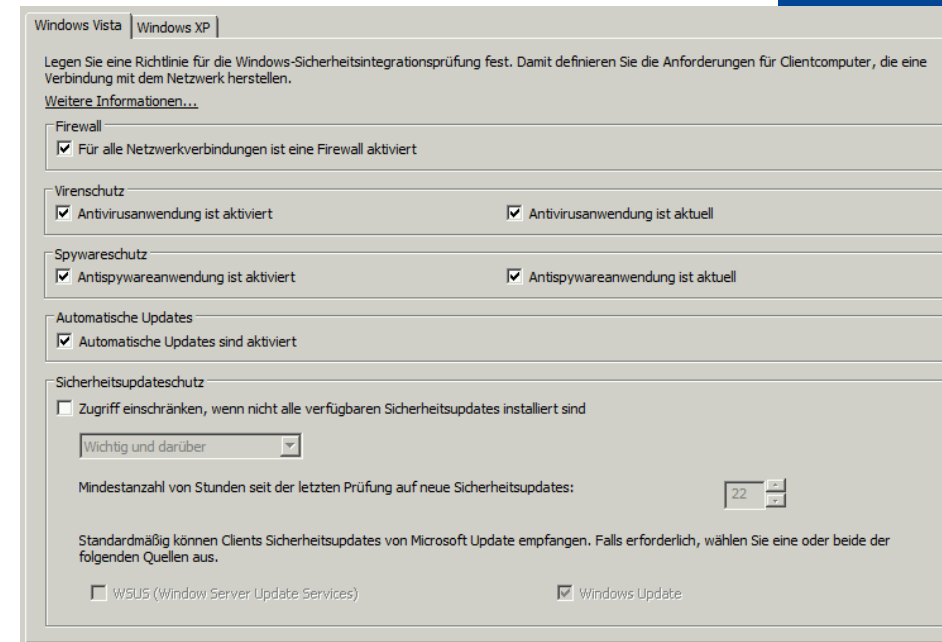 Windows Vista
Windows XP
Legen Sie eine Richtlinie für die Windows-Sicherheitsintegrationsprüfung fest. Damit definieren Sie die Anforderungen für Clientcomputer, die eine
Verbindung mit dem Netzwerk herstellen.
Weitere Informationen...
Firewall
Für alle Netzwerkverbindungen ist eine Firewall aktiviert
Virenschutz
Antivirusanwendung ist aktiviert
Antivirusanwendung ist aktuell
Spywareschutz
Antispywareanwendung ist aktiviert
Antispywareanwendung ist aktuell
Automatische Updates
Automatische Updates sind aktiviert
Sicherheitsupdateschutz
Zugriff einschränken, wenn nicht alle verfügbaren Sicherheitsupdates installiert sind
Wichtig und darüber
Mindestanzahl von Stunden seit der letzten Prüfung auf neue Sicherheitsupdates:
22
Standardmäßig können Clients Sicherheitsupdates von Microsoft Update empfangen. Falls erforderlich, wählen Sie eine oder beide der
folgenden Quellen aus.
WSUS (Window Server Update Services)
Windows Update